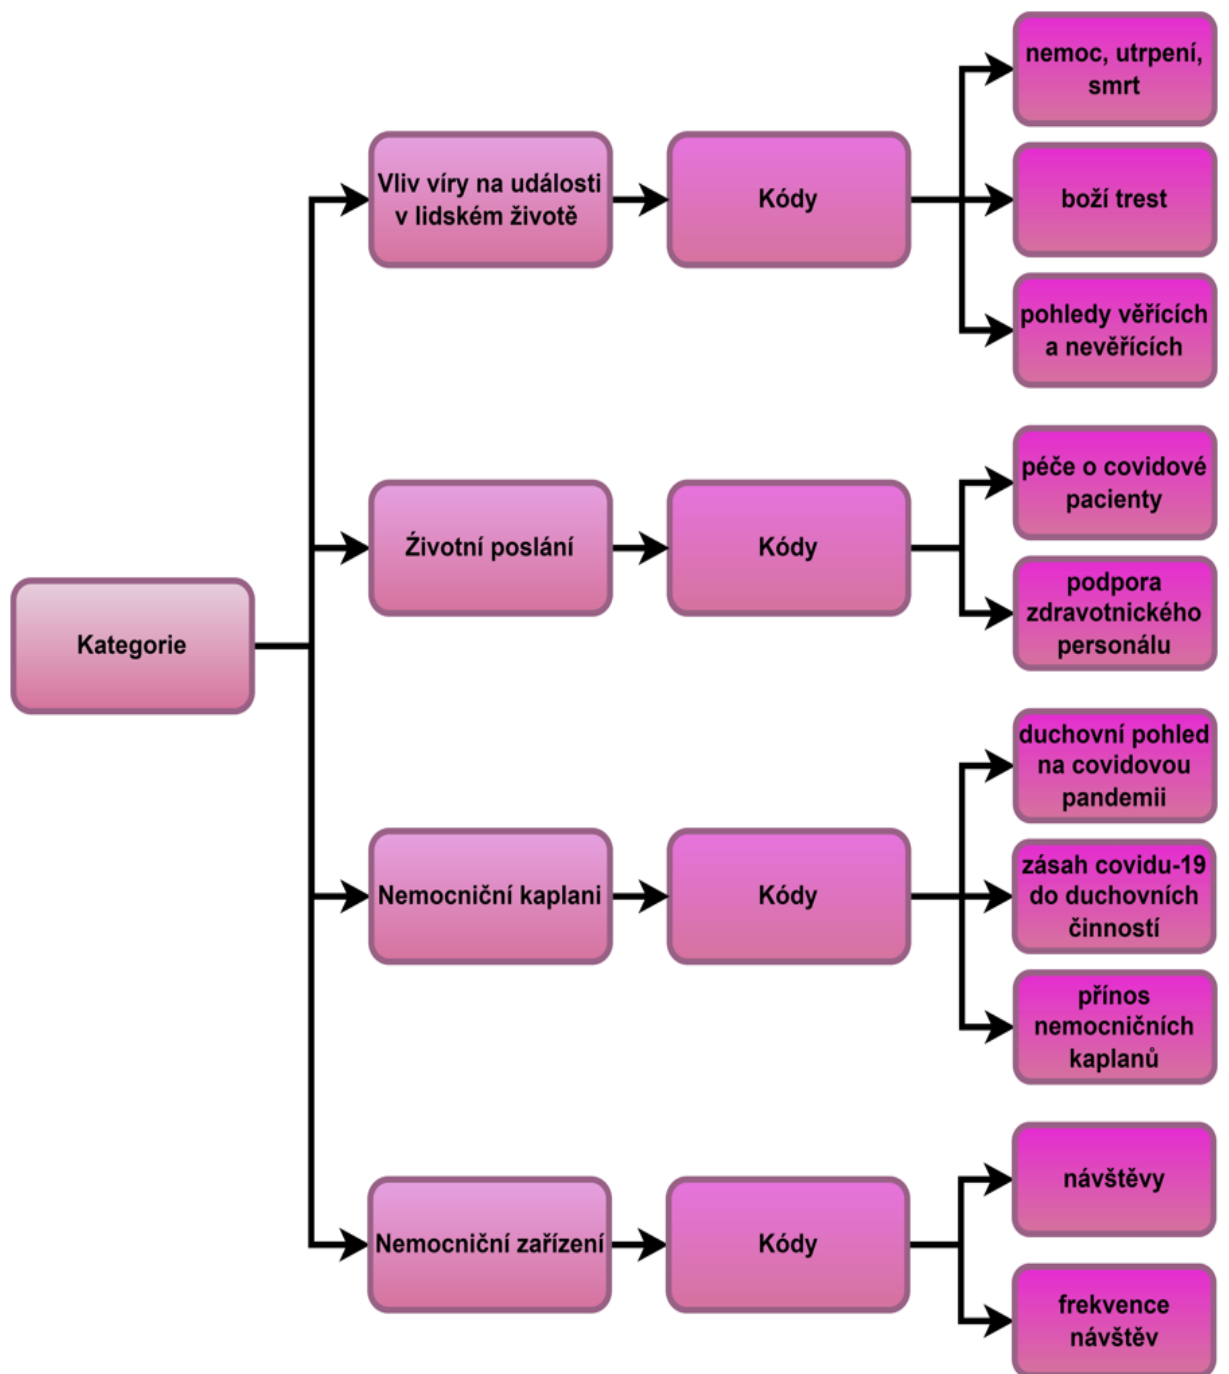 Kategorie
Vliv víry na události
v lidském životě
Kódy
nemoc, utrpení,
smrt
boží trest
pohledy věřících
a nevěřících
Źivotní poslání
Kódy
péče o covidové
pacienty
podpora
zdravotnického
personálu
Nemocniční kaplani
Kódy
duchovní pohled
na covidovou
pandemii
zásah covidu-19
do duchovních
činností
přínos
nemocničních
kaplanů
Nemocniční zařízení
Kódy
návštěvy
frekvence
návštěv